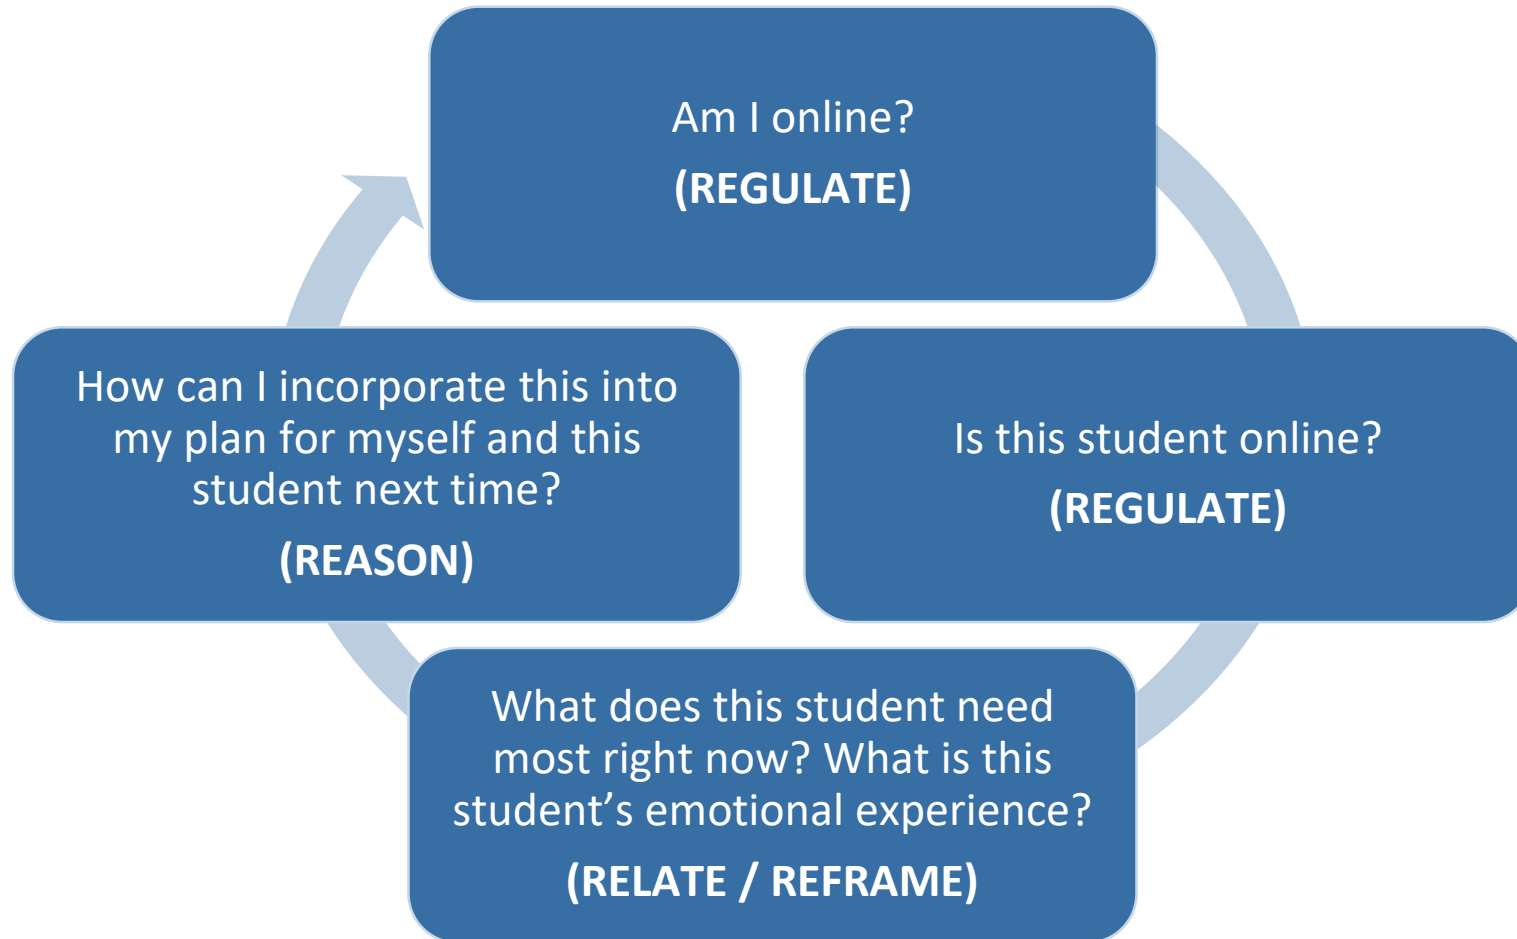 Am I online?
(REGULATE)
Is this student online?
(REGULATE)
What does this student need
most right now? What is this
student’s emotional experience?
(RELATE / REFRAME)
How can I incorporate this into
my plan for myself and this
student next time?
(REASON)